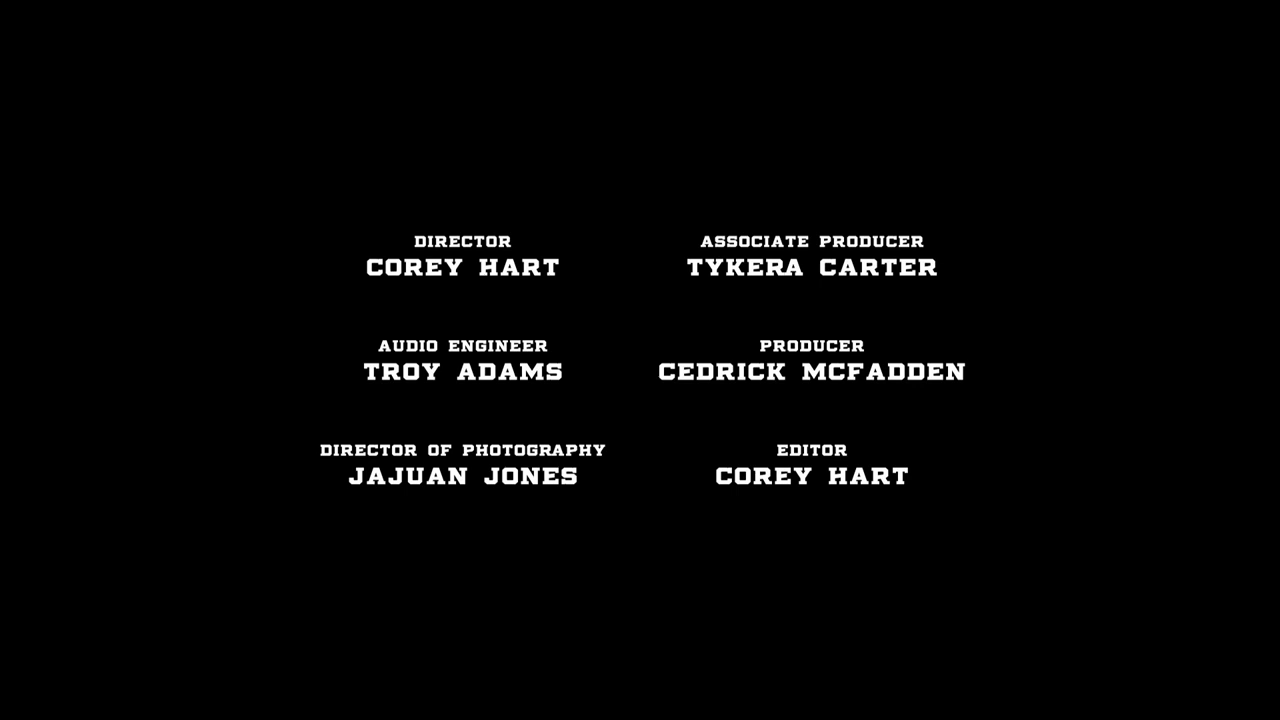 DIRECTOR
COREY HART
ASSOCIATE PRODUCER
TYKERA CARTER
AUDIO ENGINEER
TROY ADAMS
PRODUCER
CEDRICK MCFADDEN
DIRECTOR OF PHOTOGRAPHY
JAJUAN JONES
EDITOR
COREY HART